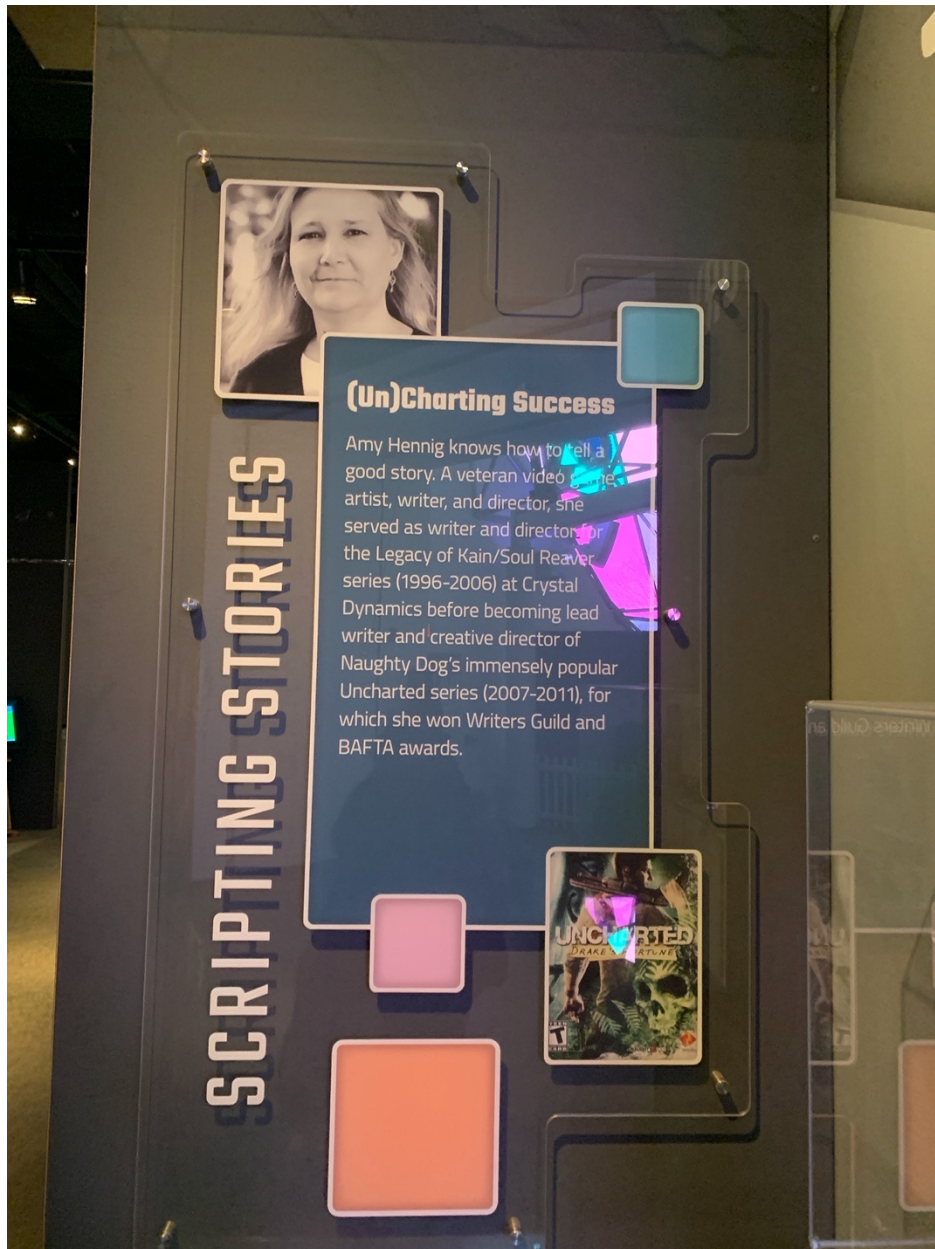 SCRIPTING STORIES
(Un)Charting Success
Amy Hennig knows how to tell a
good story. A veteran video game
artist, writer, and director, she
served as writer and director for
the Legacy of Kain/Soul Reaver
series (1996-2006) at Crystal
Dynamics before becoming lead
writer and creative director of
Naughty Dog's immensely popular
Uncharted series (2007-2011), for
which she won Writers Guild and
BAFTA awards.
UNCHARTED
DRAKE'S FORTUNE
T
Writers Guild an